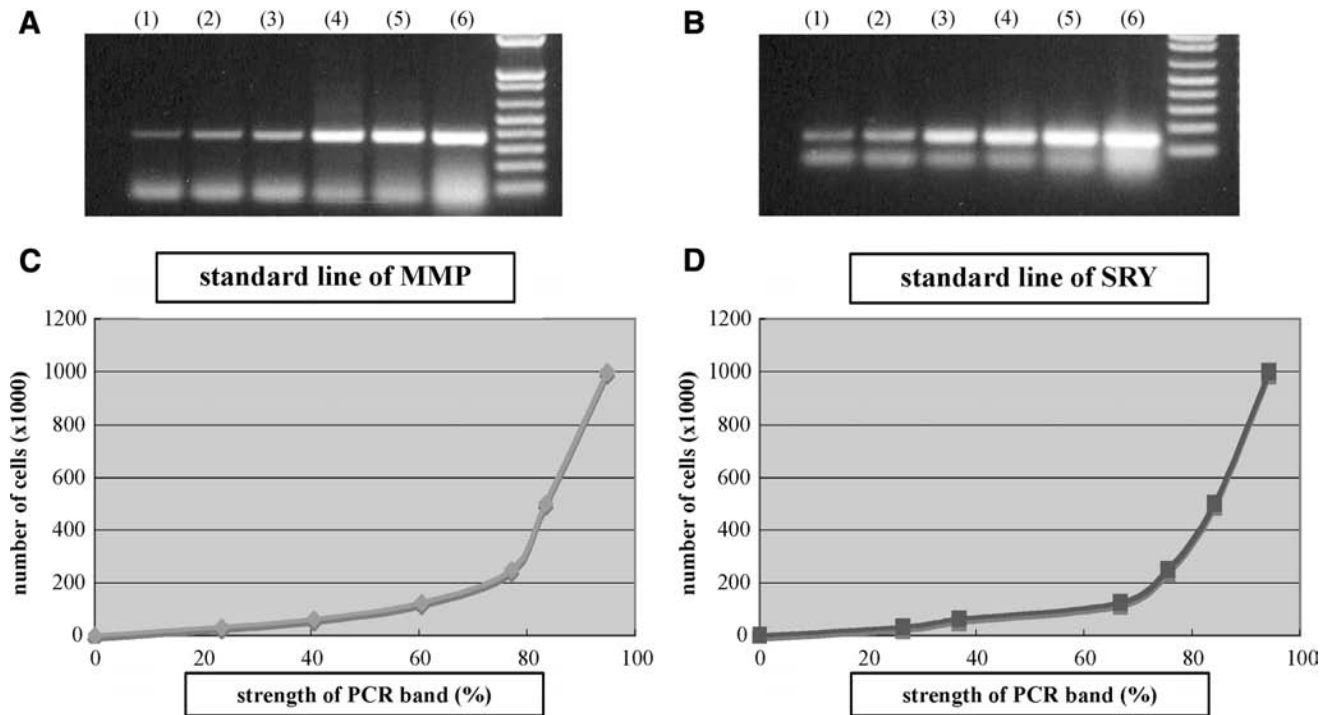 A (1) (2) (3) (4) (5) (6)
B (1) (2) (3) (4) (5) (6)
C standard line of MMP
number of cells (x1000)
1200
1000
800
600
400
200
0
0 20 40 60 80 100
strength of PCR band (%)
D standard line of SRY
number of cells (x1000)
1200
1000
800
600
400
200
0
0 20 40 60 80 100
strength of PCR band (%)